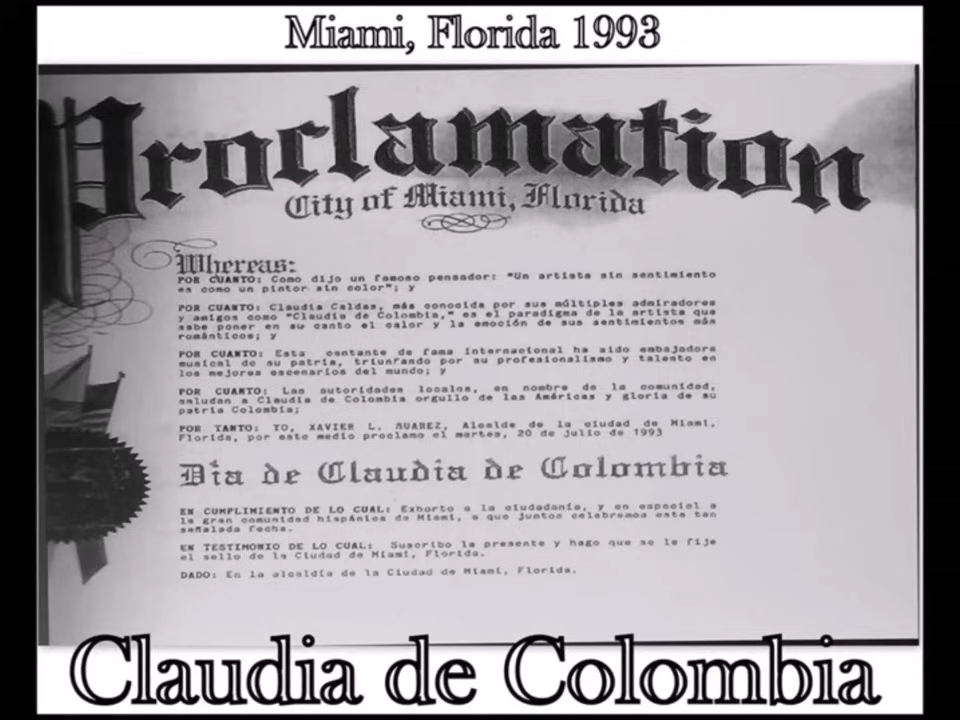 Miami, Florida 1993
Proclamation
City of Miami, Florida
Whereas:
POR CUANTO: Como dijo un famoso pensador: "Un artista sin sentimiento
es como un pintor sin color"; y
POR CUANTO: Claudia Caldas, más conocida por sus múltiples admiradores
y amigos como "Claudia de Colombia," es el paradigma de la artista que
sabe poner en su canto el calor y la emoción de sus sentimientos más
románticos; y
POR CUANTO: Esta cantante de fama internacional ha sido embajadora
musical de su patria, triunfando por su profesionalismo y talento en
los mejores escenarios del mundo; y
POR CUANTO: Las autoridades locales, en nombre de la comunidad,
saludan a Claudia de Colombia orgullo de las Américas y gloria de su
patria Colombia;
POR TANTO: YO, XAVIER L. SUAREZ, Alcalde de la ciudad de Miami,
Florida, por este medio proclamo el martes, 20 de julio de 1993
Día de Claudia de Colombia
EN CUMPLIMIENTO DE LO CUAL: Exhorto a la ciudadanía, y en especial a
la gran comunidad hispánica de Miami, a que juntos celebremos esta tan
señalada fecha.
EN TESTIMONIO DE LO CUAL: Suscribo la presente y hago que se le fije
el sello de la Ciudad de Miami, Florida.
DADO: En la alcaldía de la Ciudad de Miami, Florida.
Claudia de Colombia